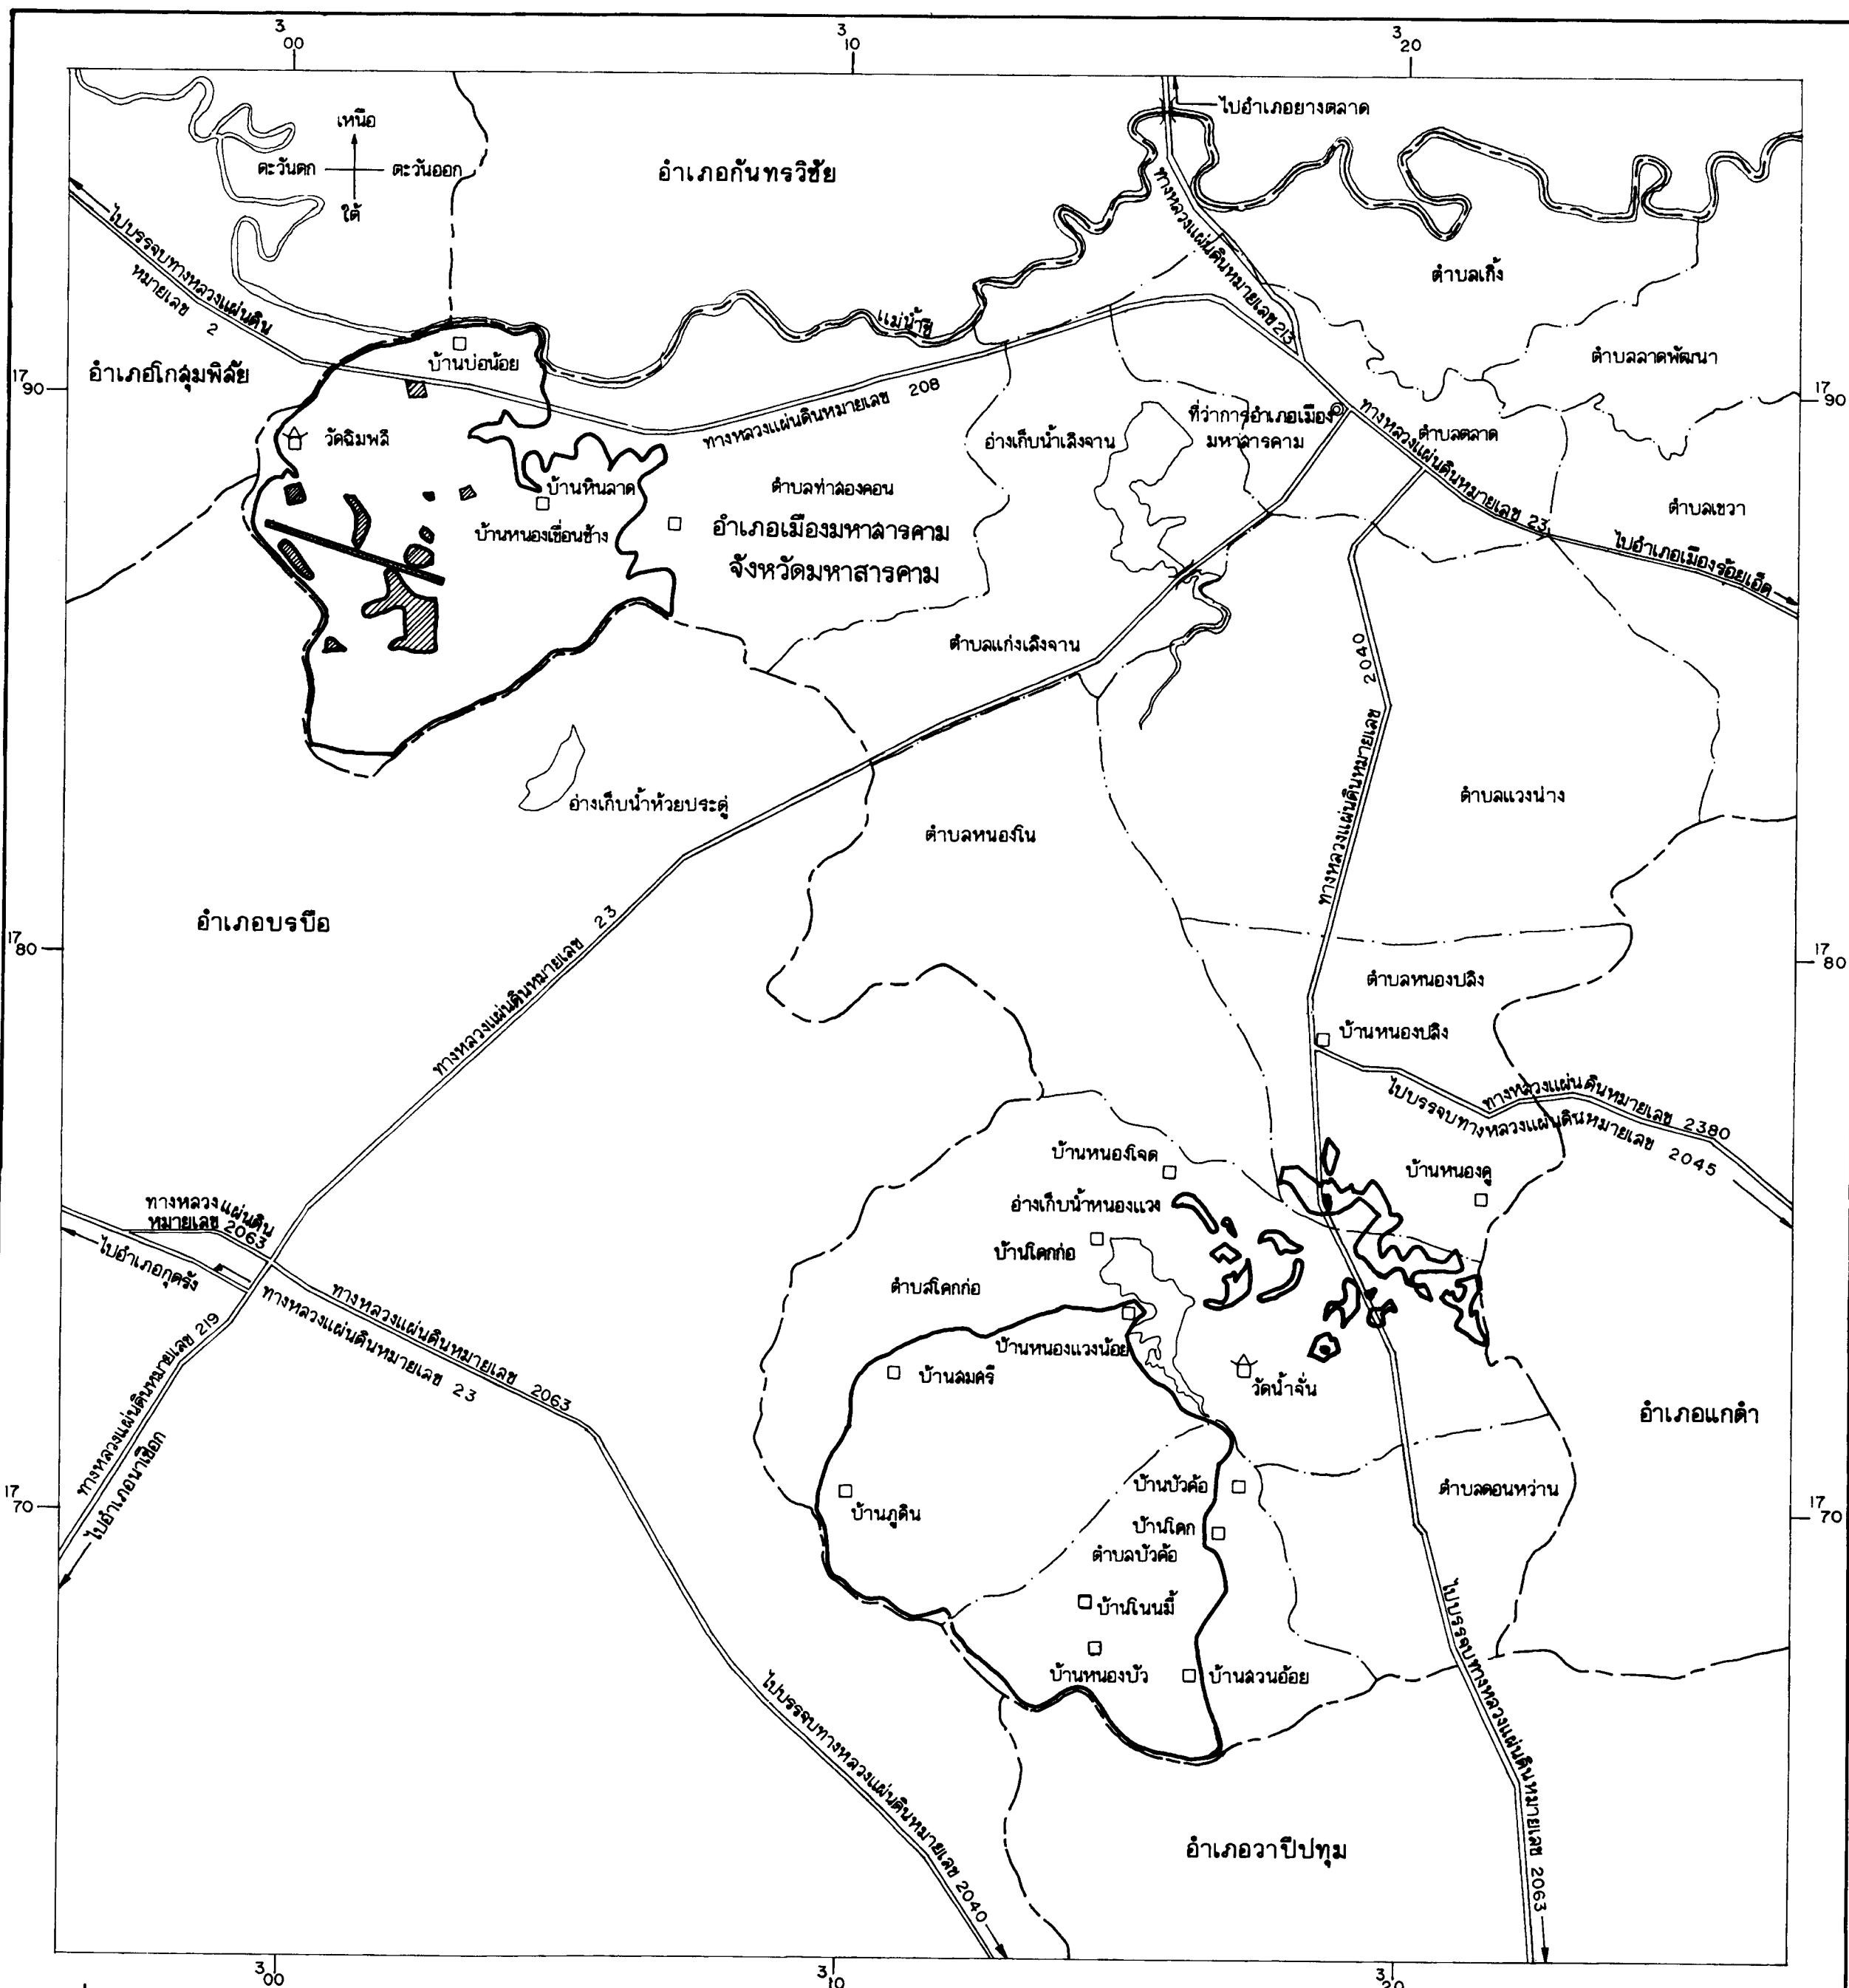 3 00
3 10
3 20
ไปอำเภอยางตลาด
เหนือ
ตะวันตก
ตะวันออก
ใต้
อำเภอกันทรวิชัย
ทางหลวงแผ่นดินหมายเลข 213
ไปบรรจบทางหลวงแผ่นดิน
หมายเลข 2
ตำบลเกิ้ง
แม่น้ำชี
ตำบลลาดพัฒนา
อำเภอโกสุมพิสัย
บ้านบ่อน้อย
17 90
17 90
ทางหลวงแผ่นดินหมายเลข 208
ที่ว่าการอำเภอเมือง
มหาสารคาม
อ่างเก็บน้ำเลิงจาน
ทางหลวงแผ่นดินหมายเลข 23
ตำบลตลาด
วัดฉิมพลี
บ้านหินลาด
ตำบลท่าสองคอน
ตำบลเขวา
บ้านหนองเขื่อนช้าง
อำเภอเมืองมหาสารคาม
จังหวัดมหาสารคาม
ไปอำเภอเมืองร้อยเอ็ด
ตำบลแก่งเลิงจาน
ทางหลวงแผ่นดินหมายเลข 2040
อ่างเก็บน้ำห้วยประดู่
ตำบลแวงน่าง
ตำบลหนองโน
อำเภอบรบือ
17 80
17 80
ทางหลวงแผ่นดินหมายเลข 23
ตำบลหนองปลิง
บ้านหนองปลิง
ทางหลวงแผ่นดินหมายเลข 2380
ไปบรรจบทางหลวงแผ่นดินหมายเลข 2045
บ้านหนองโจด
บ้านหนองคู
อ่างเก็บน้ำหนองแวง
ทางหลวงแผ่นดิน
หมายเลข 2063
บ้านโคกก่อ
ไปอำเภอกุดรัง
ตำบลโคกก่อ
ทางหลวงแผ่นดินหมายเลข 2063
ทางหลวงแผ่นดินหมายเลข 23
ทางหลวงแผ่นดินหมายเลข 219
บ้านหนองแวงน้อย
บ้านสมศรี
วัดน้ำจั่น
อำเภอแกดำ
ไปอำเภอนาเชือก
บ้านบัวค้อ
ตำบลดอนหว่าน
17 70
17 70
บ้านภูดิน
บ้านโคก
ตำบลบัวค้อ
บ้านโนนมี้
บ้านหนองบัว
บ้านสวนอ้อย
ไปบรรจบทางหลวงแผ่นดินหมายเลข 2040
ไปบรรจบทางหลวงแผ่นดินหมายเลข 2063
อำเภอวาปีปทุม
3 00
3 10
3 20